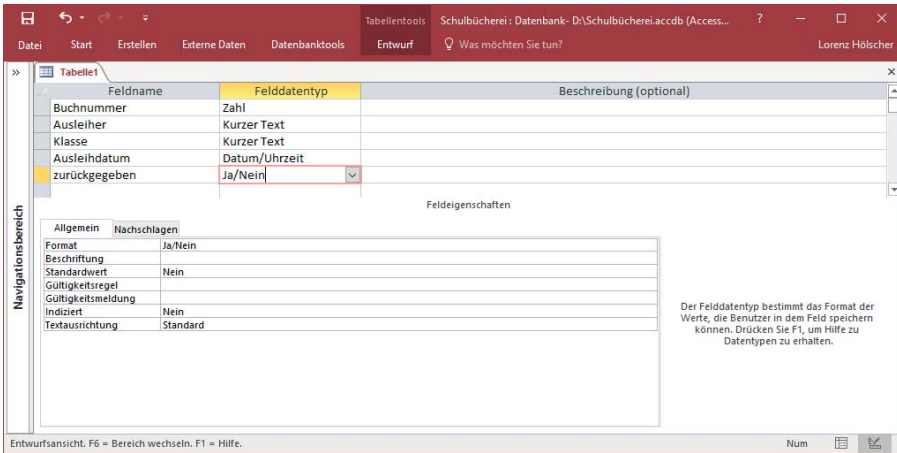 Tabellentools Schulbücherei : Datenbank- D:\Schulbücherei.accdb (Access... ?
Datei Start Erstellen Externe Daten Datenbanktools Entwurf Was möchten Sie tun? Lorenz Hölscher
» Tabelle1
Feldname Felddatentyp Beschreibung (optional)
Buchnummer Zahl
Ausleiher Kurzer Text
Klasse Kurzer Text
Ausleihdatum Datum/Uhrzeit
zurückgegeben Ja/Nein
Feldeigenschaften
Navigationsbereich
Allgemein Nachschlagen
Format Ja/Nein
Beschriftung
Standardwert Nein
Gültigkeitsregel
Gültigkeitsmeldung
Indiziert Nein
Textausrichtung Standard
Der Felddatentyp bestimmt das Format der
Werte, die Benutzer in dem Feld speichern
können. Drücken Sie F1, um Hilfe zu
Datentypen zu erhalten.
Entwurfsansicht. F6 = Bereich wechseln. F1 = Hilfe. Num